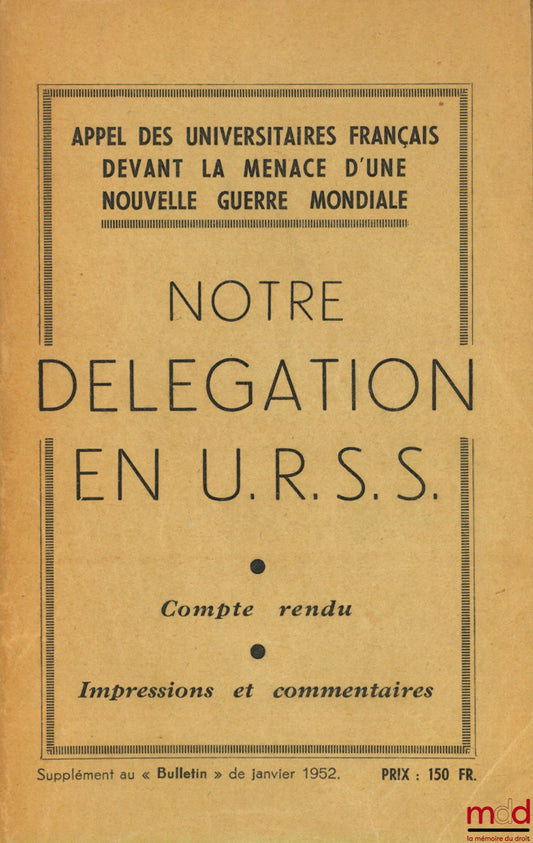 APPEL DES UNIVERSITAIRES FRANÇAIS
DEVANT LA MENACE D'UNE
NOUVELLE GUERRE MONDIALE
NOTRE
DELEGATION
EN U.R.S.S.
Compte rendu
Impressions et commentaires
Supplément au « Bulletin » de janvier 1952. PRIX : 150 FR.
mdd
la mémoire du droit